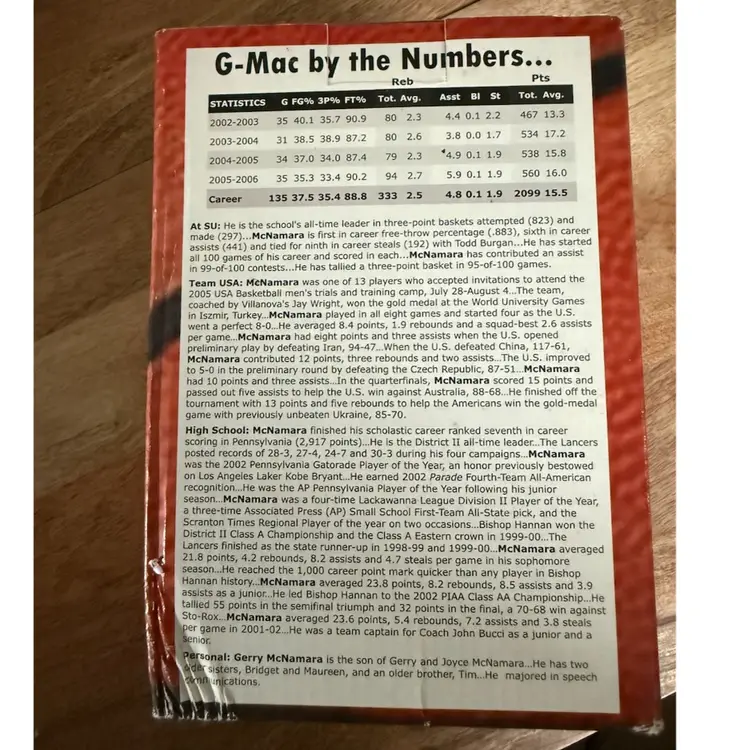 G-Mac by the Numbers...
Reb Pts
STATISTICS G FG% 3P% FT% Tot. Avg. Asst Bl St Tot. Avg.
2002-2003 35 40.1 35.7 90.9 80 2.3 4.4 0.1 2.2 467 13.3
2003-2004 31 38.5 38.9 87.2 80 2.6 3.8 0.0 1.7 534 17.2
2004-2005 34 37.0 34.0 87.4 79 2.3 4.9 0.1 1.9 538 15.8
2005-2006 35 35.3 33.4 90.2 94 2.7 5.9 0.1 1.9 560 16.0
Career 135 37.5 35.4 88.8 333 2.5 4.8 0.1 1.9 2099 15.5
At SU: He is the school's all-time leader in three-point baskets attempted (823) and
made (297)...McNamara is first in career free-throw percentage (.883), sixth in career
assists (441) and tied for ninth in career steals (192) with Todd Burgan...He has started
all 100 games of his career and scored in each...McNamara has contributed an assist
in 99-of-100 contests...He has tallied a three-point basket in 95-of-100 games.
Team USA: McNamara was one of 13 players who accepted invitations to attend the
2005 USA Basketball men's trials and training camp, July 28-August 4...The team,
coached by Villanova's Jay Wright, won the gold medal at the World University Games
in Iszmir, Turkey...McNamara played in all eight games and started four as the U.S.
went a perfect 8-0...He averaged 8.4 points, 1.9 rebounds and a squad-best 2.6 assists
per game...McNamara had eight points and three assists when the U.S. opened
preliminary play by defeating Iran, 94-47...When the U.S. defeated China, 117-61,
McNamara contributed 12 points, three rebounds and two assists...The U.S. improved
to 5-0 in the preliminary round by defeating the Czech Republic, 87-51...McNamara
had 10 points and three assists...In the quarterfinals, McNamara scored 15 points and
passed out five assists to help the U.S. win against Australia, 88-68...He finished off the
tournament with 13 points and five rebounds to help the Americans win the gold-medal
game with previously unbeaten Ukraine, 85-70.
High School: McNamara finished his scholastic career ranked seventh in career
scoring in Pennsylvania (2,917 points)...He is the District II all-time leader...The Lancers
posted records of 28-3, 27-4, 24-7 and 30-3 during his four campaigns...McNamara
was the 2002 Pennsylvania Gatorade Player of the Year, an honor previously bestowed
on Los Angeles Laker Kobe Bryant...He earned 2002 Parade Fourth-Team All-American
recognition...He was the AP Pennsylvania Player of the Year following his junior
season...McNamara was a four-time Lackawanna League Division II Player of the Year,
a three-time Associated Press (AP) Small School First-Team All-State pick, and the
Scranton Times Regional Player of the year on two occasions...Bishop Hannan won the
District II Class A Championship and the Class A Eastern crown in 1999-00...The
Lancers finished as the state runner-up in 1998-99 and 1999-00...McNamara averaged
21.8 points, 4.2 rebounds, 8.2 assists and 4.7 steals per game in his sophomore
season...He reached the 1,000 career point mark quicker than any player in Bishop
Hannan history...McNamara averaged 23.8 points, 8.2 rebounds, 8.5 assists and 3.9
assists as a junior...He led Bishop Hannan to the 2002 PIAA Class AA Championship...He
tallied 55 points in the semifinal triumph and 32 points in the final, a 70-68 win against
Sto-Rox...McNamara averaged 23.6 points, 5.4 rebounds, 7.2 assists and 3.8 steals
per game in 2001-02...He was a team captain for Coach John Bucci as a junior and a
senior.
Personal: Gerry McNamara is the son of Gerry and Joyce McNamara...He has two
older sisters, Bridget and Maureen, and an older brother, Tim...He majored in speech
communications.